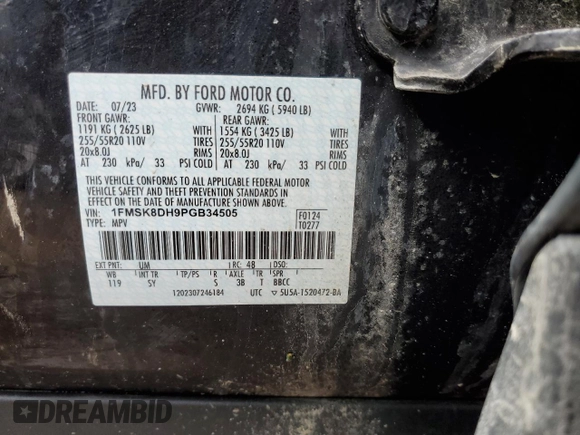 MFD. BY FORD MOTOR CO.
DATE: 07/23 GVWR: 2694 KG ( 5940 LB)
FRONT GAWR: REAR GAWR:
1191 KG ( 2625 LB) WITH 1554 KG ( 3425 LB) WITH
255/55R20 110V TIRES 255/55R20 110V TIRES
20x8.0J RIMS 20x8.0J RIMS
AT 230 kPa/ 33 PSI COLD AT 230 kPa/ 33 PSI COLD
THIS VEHICLE CONFORMS TO ALL APPLICABLE FEDERAL MOTOR
VEHICLE SAFETY AND THEFT PREVENTION STANDARDS IN
EFFECT ON THE DATE OF MANUFACTURE SHOWN ABOVE.
VIN: 1FMSK8DH9PGB34505 F0124
TYPE: MPV T0277
EXT PNT: UM RC: 48 DSO:
WB INT TR TP/PS R AXLE TR SPR
119 SY S 3B T BBCC
1202307246184 UTC ▽ 5U5A-1520472-BA
DREAMBID